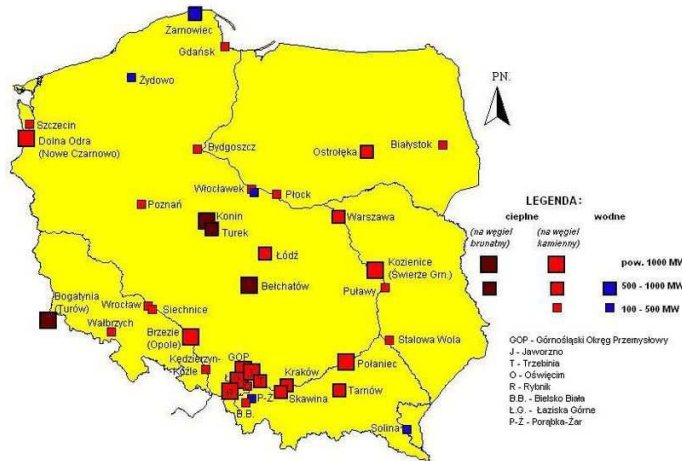 Żarnowiec
Gdańsk
Żydowo
PN.
Szczecin
Dolna Odra
(Nowe Czarnowo)
Bydgoszcz
Ostrołęka
Białystok
Włocławek
Płock
Poznań
Konin
Turek
Warszawa
Łódź
Kozienice
(Świerze Grn.)
Bełchatów
Puławy
Bogatynia
(Turów)
Wrocław
Siechnice
Wałbrzych
Brzezie
(Opole)
Stalowa Wola
Kędzierzyn-
Koźle
GOP
Połaniec
Kraków
Skawina
Tarnów
P-Ż
B.B.
Solina
LEGENDA:
cieplne
wodne
(na węgiel
brunatny)
(na węgiel
kamienny)
pow. 1000 MW
500 - 1000 MW
100 - 500 MW
GOP - Górnośląski Okręg Przemysłowy
J - Jaworzno
T - Trzebinia
O - Oświęcim
R - Rybnik
B.B. - Bielsko Biała
Ł.G. - Łaziska Górne
P-Ż - Porąbka-Żar